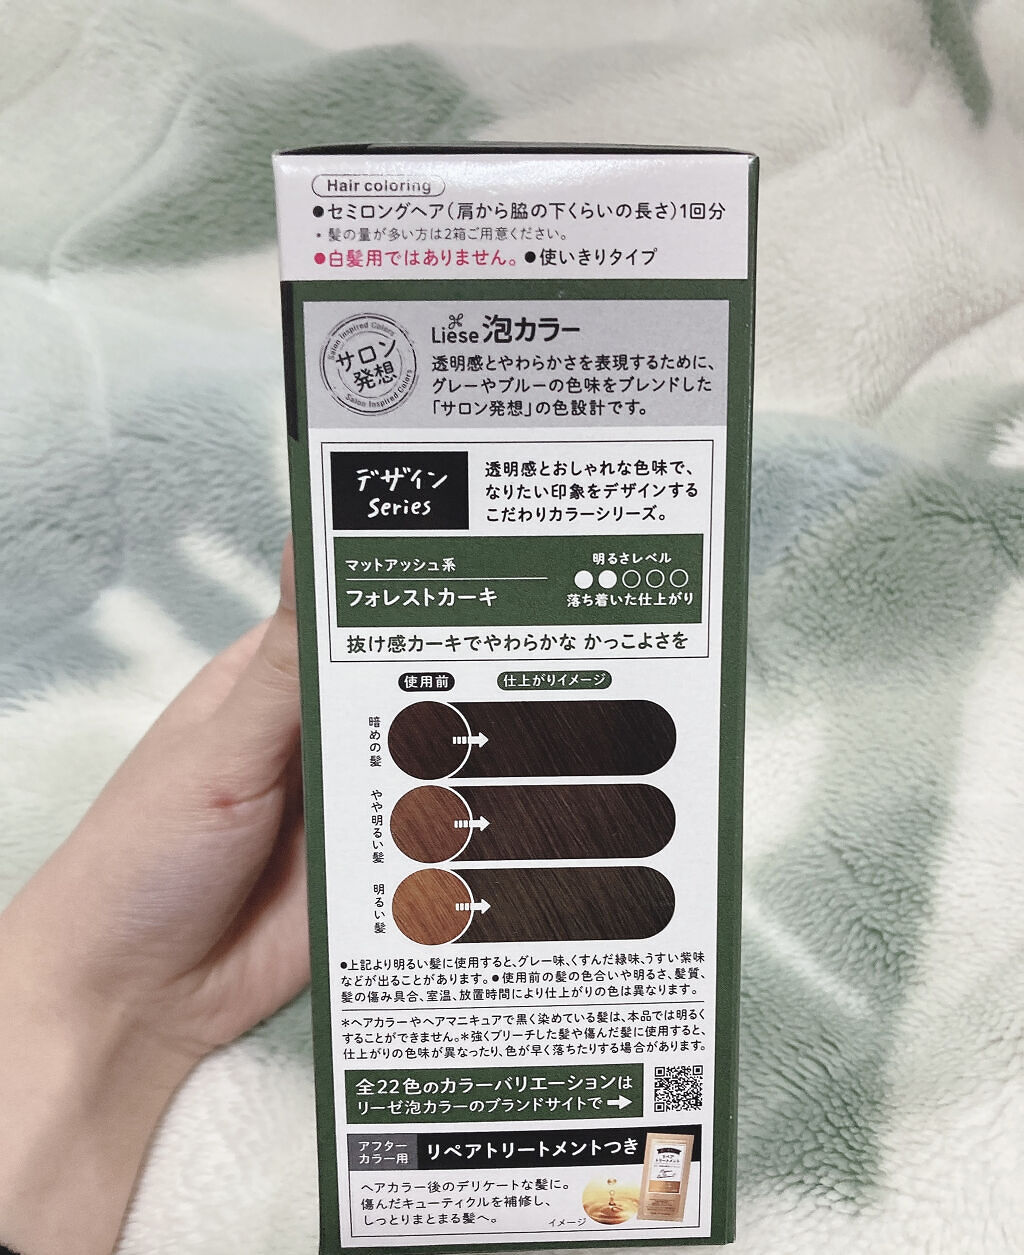 Hair coloring
●セミロングヘア(肩から脇の下くらいの長さ)1回分
* 髪の量が多い方は2箱ご用意ください。
●白髪用ではありません。 ●使いきりタイプ
Salon Inspired Colors
サロン
発想
Salon Inspired Colors
Liese 泡カラー
透明感とやわらかさを表現するために、
グレーやブルーの色味をブレンドした
「サロン発想」の色設計です。
デザイン
Series
透明感とおしゃれな色味で、
なりたい印象をデザインする
こだわりカラーシリーズ。
マットアッシュ系
フォレストカーキ
明るさレベル
●●○○○
落ち着いた仕上がり
抜け感カーキでやわらかな かっこよさを
使用前 仕上がりイメージ
暗めの髪
やや明るい髪
明るい髪
●上記より明るい髪に使用すると、グレー味、くすんだ緑味、うすい紫味
などが出ることがあります。●使用前の髪の色合いや明るさ、髪質、
髪の傷み具合、室温、放置時間により仕上がりの色は異なります。
*ヘアカラーやヘアマニキュアで黒く染めている髪は、本品では明るく
することができません。*強くブリーチした髪や傷んだ髪に使用すると、
仕上がりの色味が異なったり、色が早く落ちたりする場合があります。
全22色のカラーバリエーションは
リーゼ泡カラーのブランドサイトで➡
アフター
カラー用
リペアトリートメントつき
ヘアカラー後のデリケートな髪に。
傷んだキューティクルを補修し、
しっとりまとまる髪へ。
イメージ
リペア
トリートメント